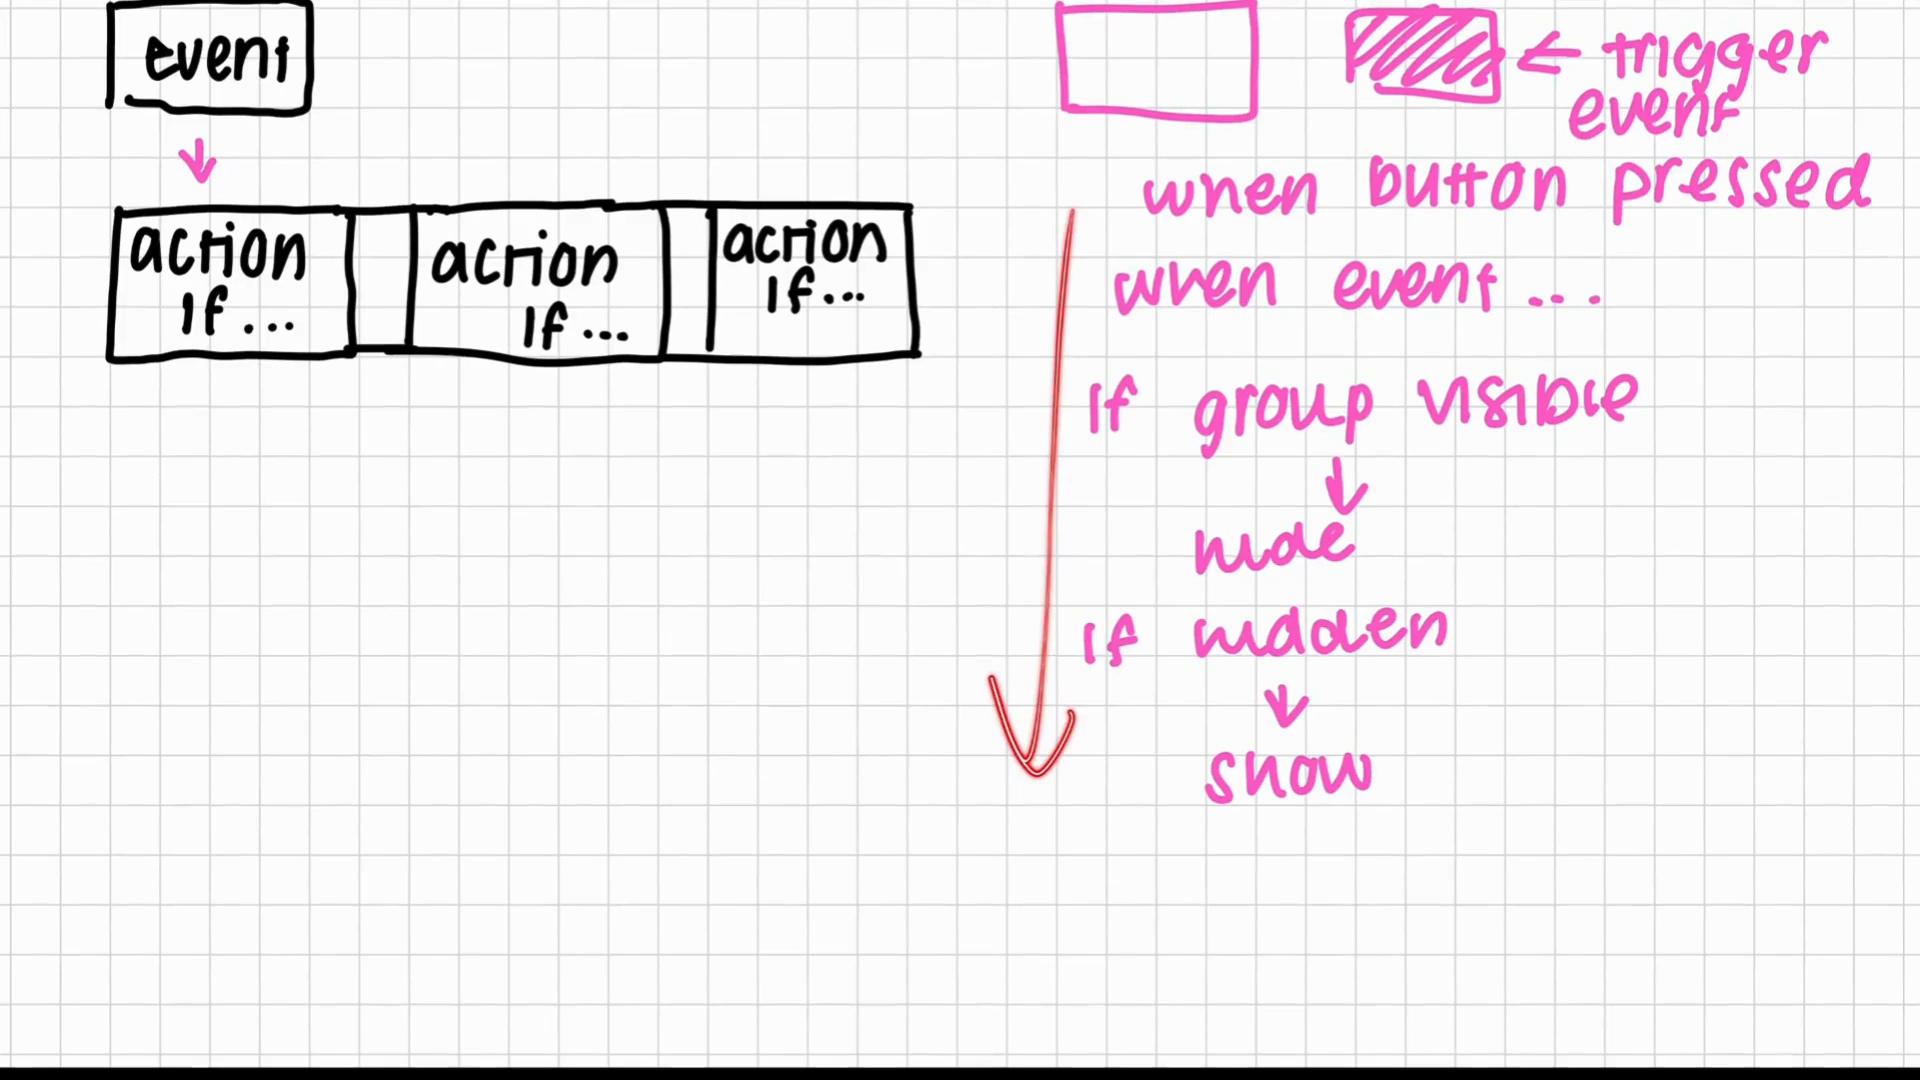 event
action
if...
action
if...
action
if...
← trigger
event
when button pressed
when event ...
if group visible
hide
if hidden
show